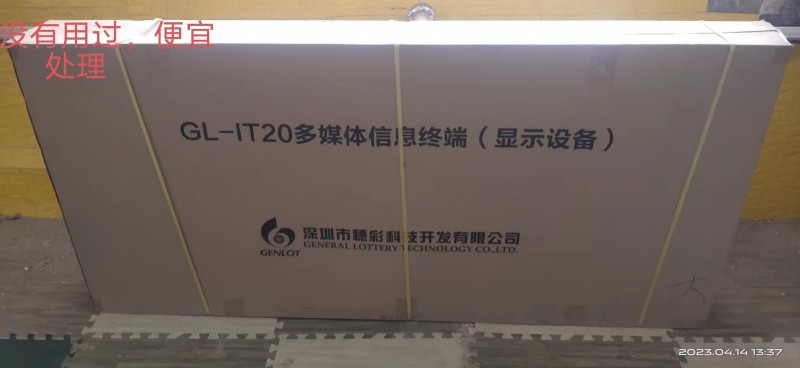 没有用过，便宜
处理
GL-IT20多媒体信息终端（显示设备）
深圳市穗彩科技开发有限公司
GENERAL LOTTERY TECHNOLOGY CO.,LTD.
GENLOT
2023.04.14 13:37